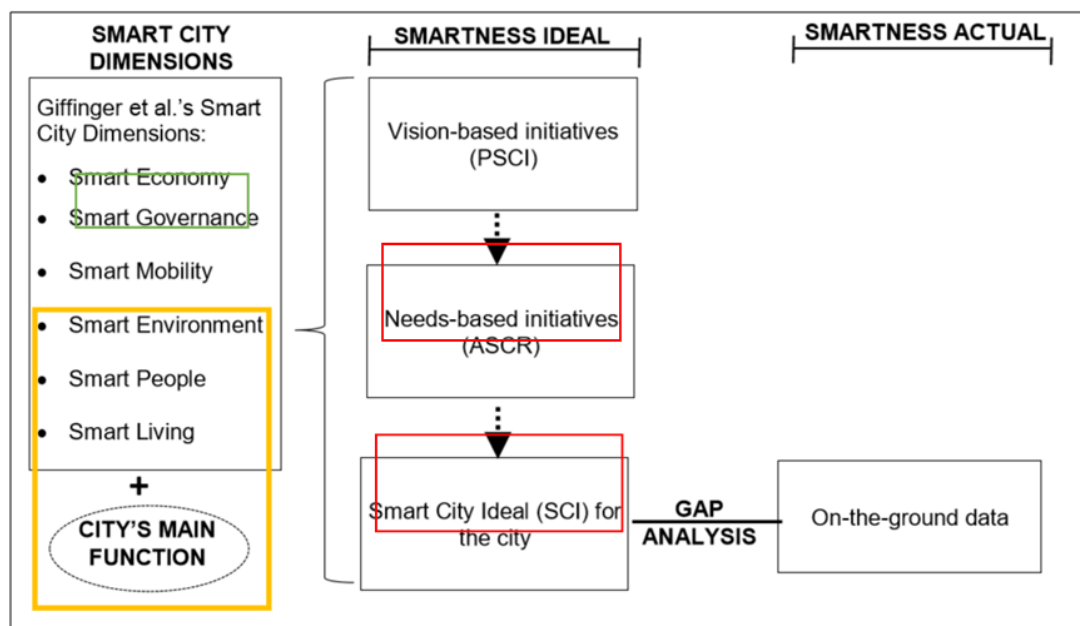 SMART CITY
DIMENSIONS
Giffinger et al.'s Smart
City Dimensions:
• Smart Economy
• Smart Governance
• Smart Mobility
• Smart Environment
• Smart People
• Smart Living
+
CITY'S MAIN
FUNCTION
SMARTNESS IDEAL
Vision-based initiatives
(PSCI)
Needs-based initiatives
(ASCR)
Smart City Ideal (SCI) for
the city
GAP
ANALYSIS
SMARTNESS ACTUAL
On-the-ground data